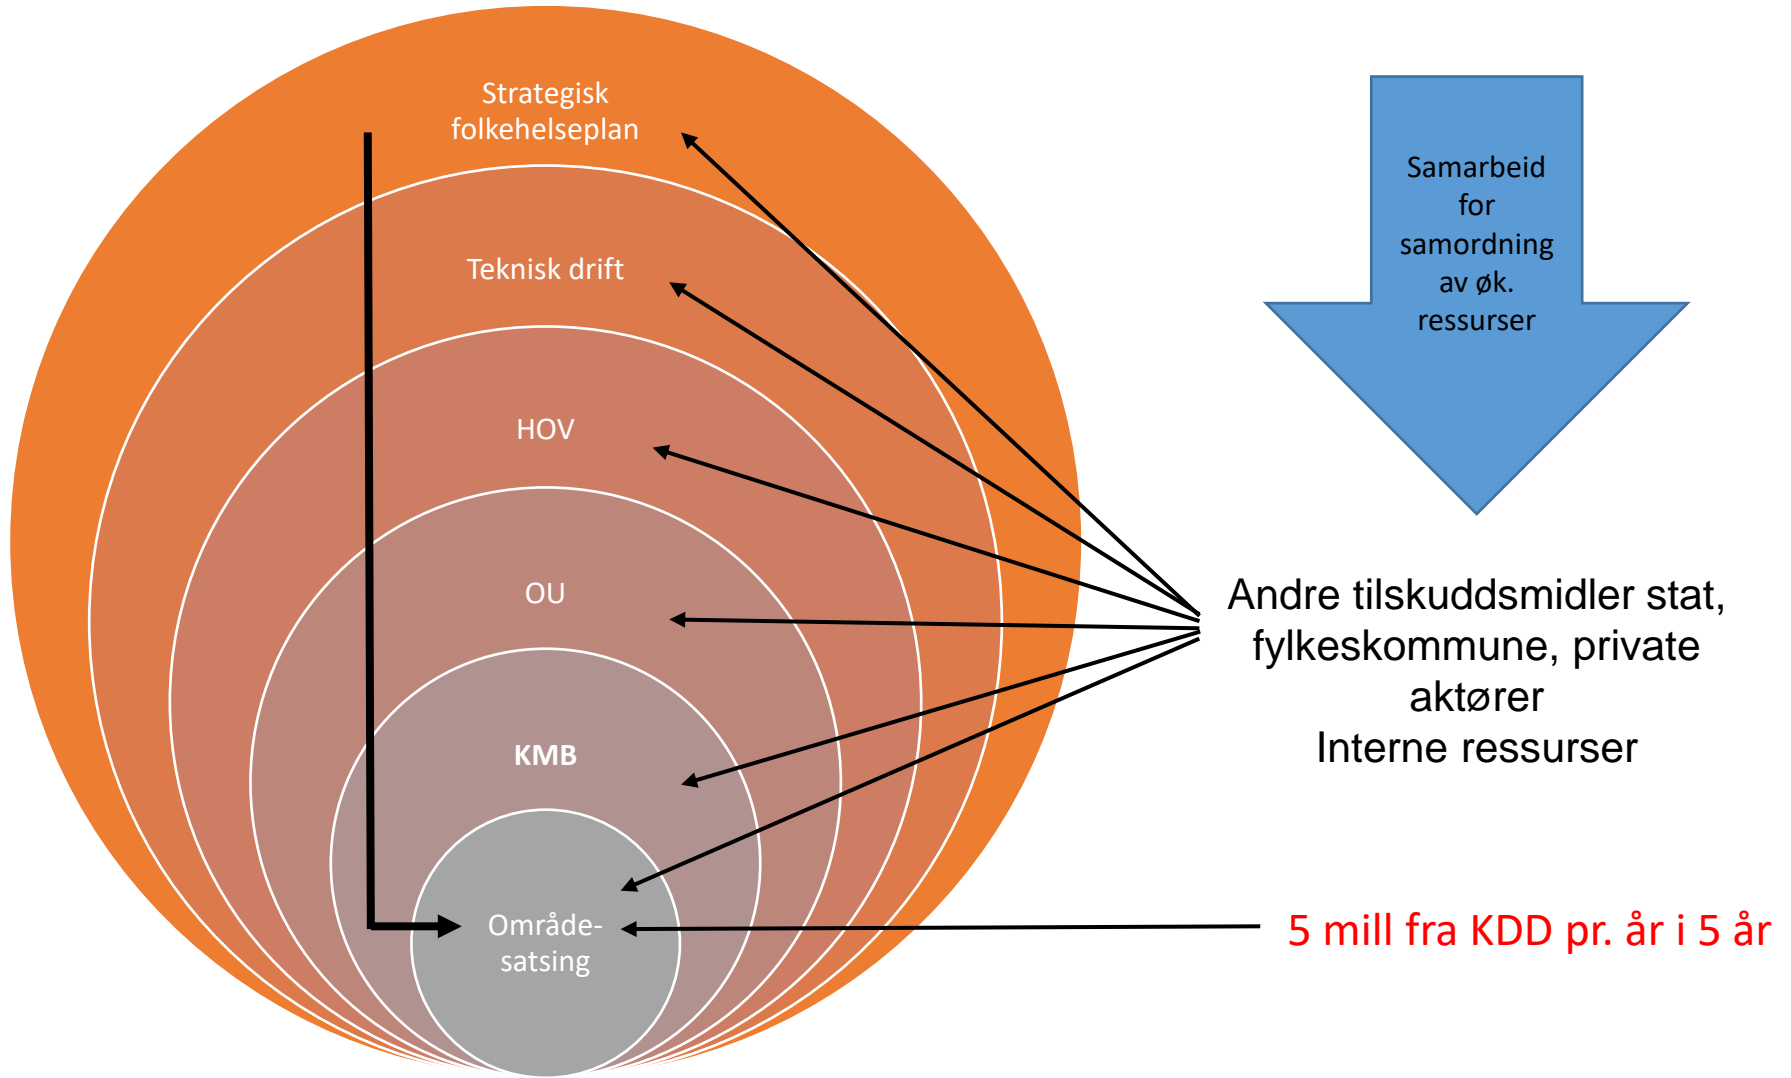 Strategisk
folkehelseplan
Teknisk drift
HOV
OU
KMB
Område-
satsing
Samarbeid
for
samordning
av øk.
ressurser
Andre tilskuddsmidler stat,
fylkeskommune, private
aktører
Interne ressurser
5 mill fra KDD pr. år i 5 år